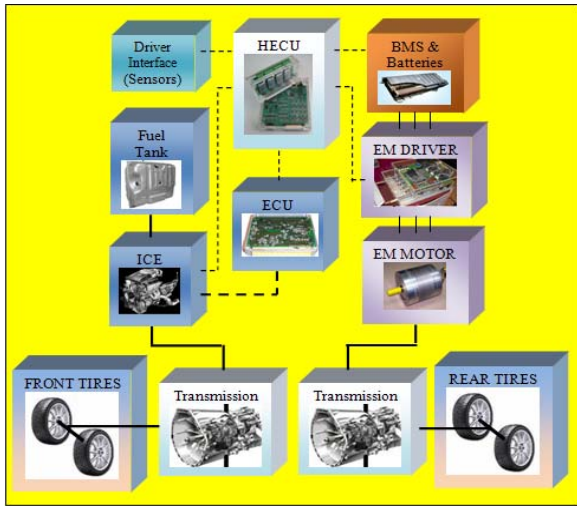 Driver
Interface
(Sensors)
HECU
BMS &
Batteries
Fuel
Tank
EM DRIVER
ECU
ICE
EM MOTOR
FRONT TIRES
Transmission
Transmission
REAR TIRES